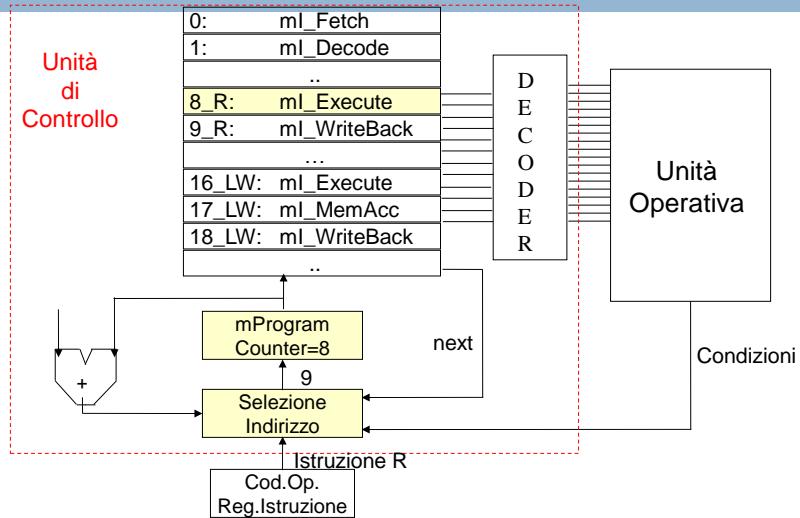 Unità
di
Controllo
0: mI_Fetch
1: mI_Decode
..
8_R: mI_Execute
9_R: mI_WriteBack
...
16_LW: mI_Execute
17_LW: mI_MemAcc
18_LW: mI_WriteBack
..
D
E
C
O
D
E
R
Unità
Operativa
mProgram
Counter=8
next
Condizioni
+
9
Selezione
Indirizzo
Istruzione R
Cod.Op.
Reg.Istruzione